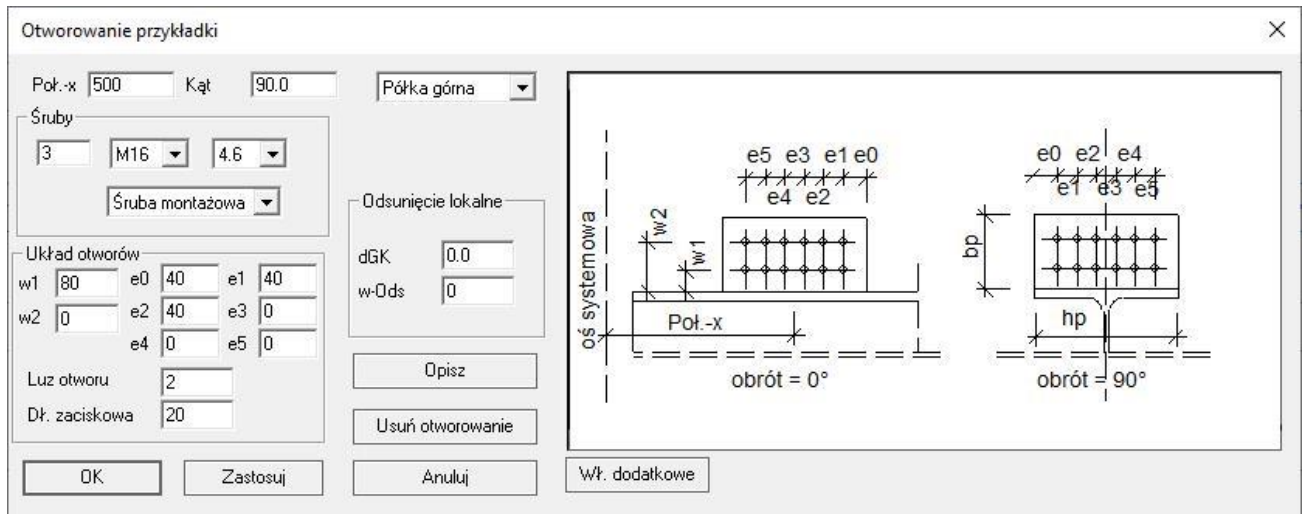 Otworowanie przykładki
Poł.-x 500 Kąt 90.0 Półka górna
Śruby
3 M16 4.6
Śruba montażowa
Odsunięcie lokalne
dGK 0.0
w-Ods 0
Układ otworów
w1 80 e0 40 e1 40
w2 0 e2 40 e3 0
e4 0 e5 0
Luz otworu 2
Dł. zaciskowa 20
Opisz
Usuń otworowanie
OK Zastosuj Anuluj Wł. dodatkowe
e5 e3 e1 e0
e4 e2
w2
w1
oś systemowa
Poł.-x
obrót = 0°
e0 e2 e4
e1 e3 e5
bp
hp
obrót = 90°